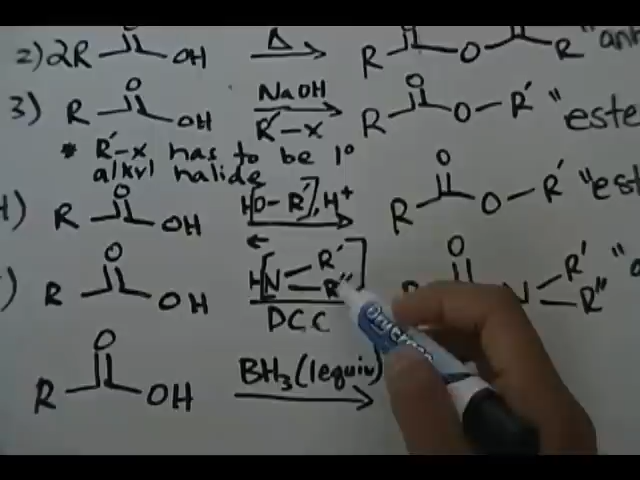 2) 2R O OH Δ R O O O R "anh
3) R O OH NaOH R'-x R O O-R' "este
* R'-x has to be 1°
alkyl halide
4) R O OH HO-R', H+ R O O-R' "est
R O OH HN R' R" DCC O N R' R"
R O OH BH3 (1equiv)